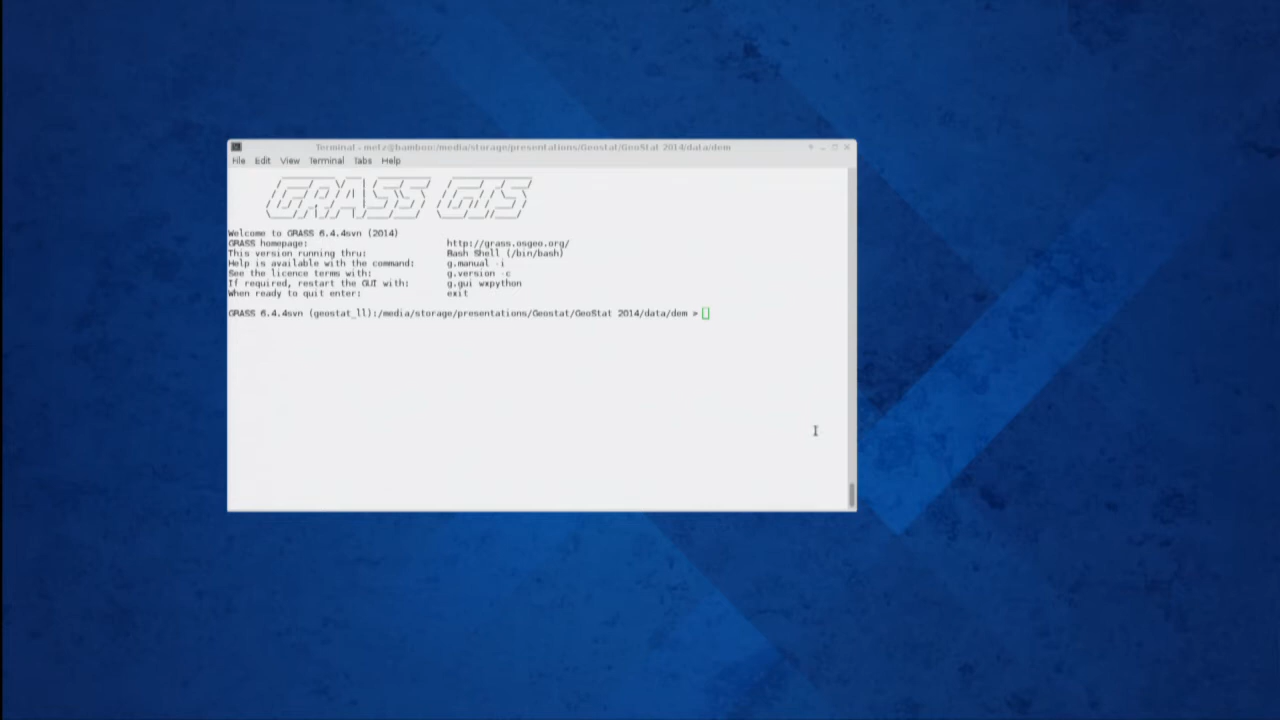 Terminal - metz@bamboo:/media/storage/presentations/Geostat/GeoStat 2014/data/dem
File Edit View Terminal Tabs Help
GRASS GIS
Welcome to GRASS 6.4.4svn (2014)
GRASS homepage: http://grass.osgeo.org/
This version running thru: Bash Shell (/bin/bash)
Help is available with the command: g.manual -i
See the licence terms with: g.version -c
If required, restart the GUI with: g.gui wxpython
When ready to quit enter: exit
GRASS 6.4.4svn (geostat_ll):/media/storage/presentations/Geostat/GeoStat 2014/data/dem >